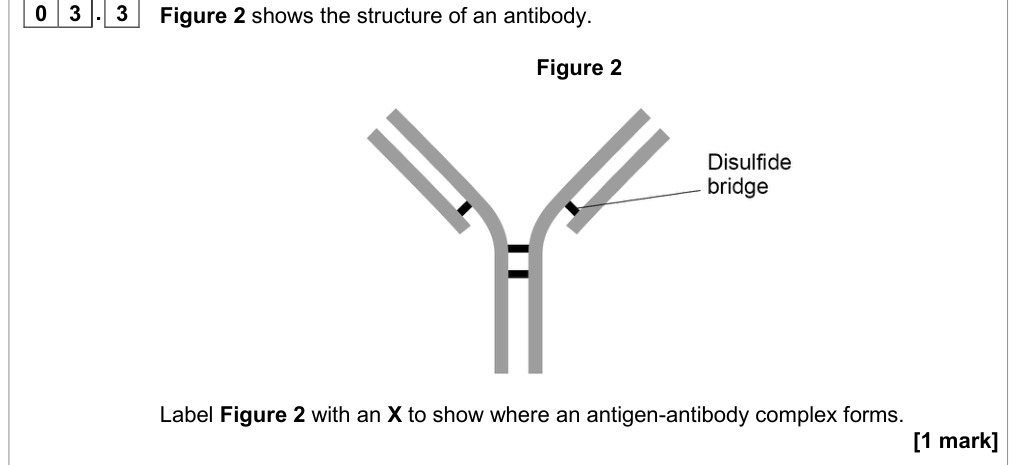 0 3 . 3 Figure 2 shows the structure of an antibody.
Figure 2
Disulfide
bridge
Label Figure 2 with an X to show where an antigen-antibody complex forms.
[1 mark]